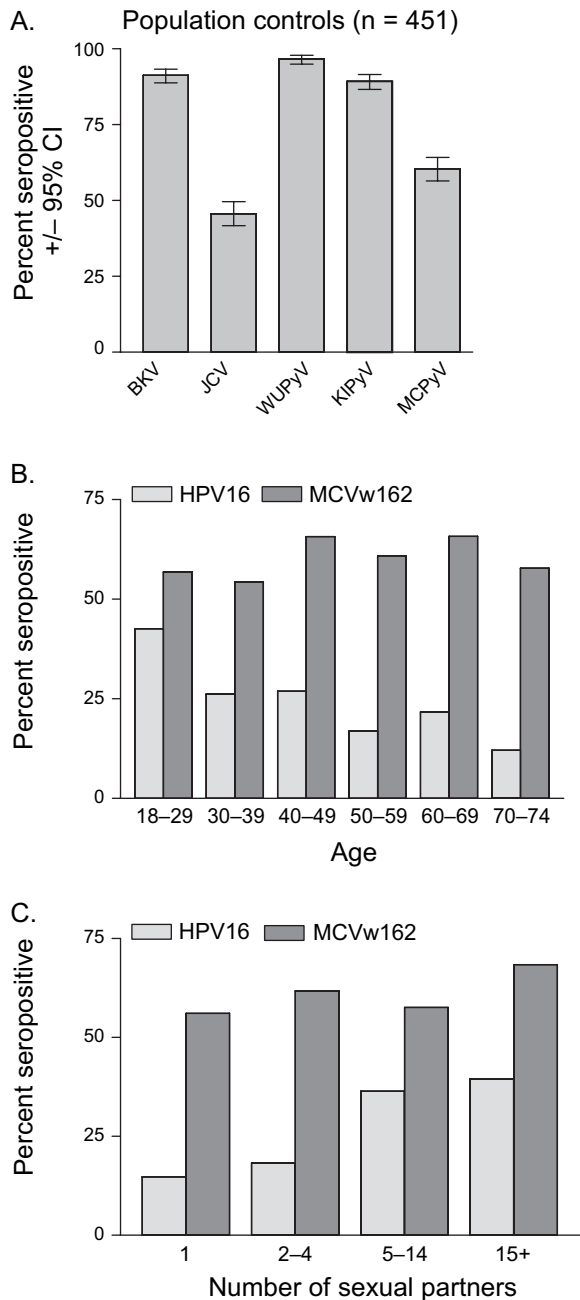 A. Population controls (n = 451)
Percent seropositive
+/– 95% CI
100
75
50
25
0
BKV JCV WUPyV KIPyV MCPyV
B.
HPV16 MCVw162
Percent seropositive
75
50
25
0
18–29 30–39 40–49 50–59 60–69 70–74
Age
C.
HPV16 MCVw162
Percent seropositive
75
50
25
0
1 2–4 5–14 15+
Number of sexual partners